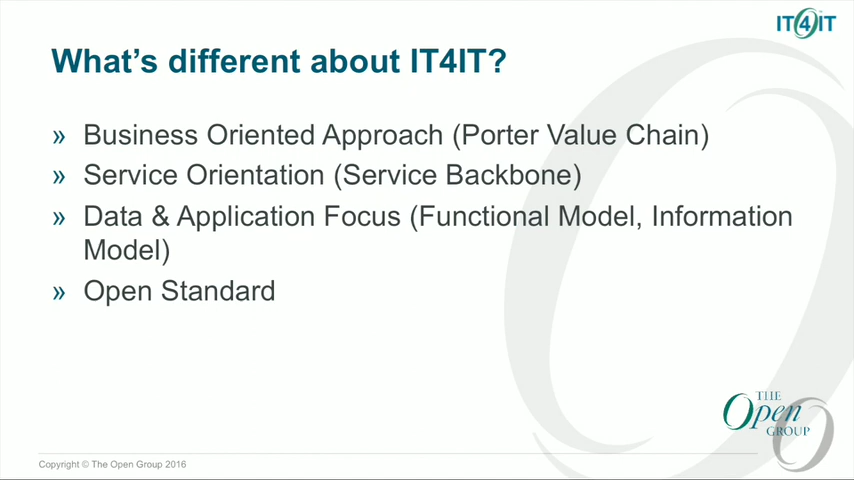 IT4IT™
What's different about IT4IT?
» Business Oriented Approach (Porter Value Chain)
» Service Orientation (Service Backbone)
» Data & Application Focus (Functional Model, Information
Model)
» Open Standard
THE
Open
GROUP
Copyright © The Open Group 2016